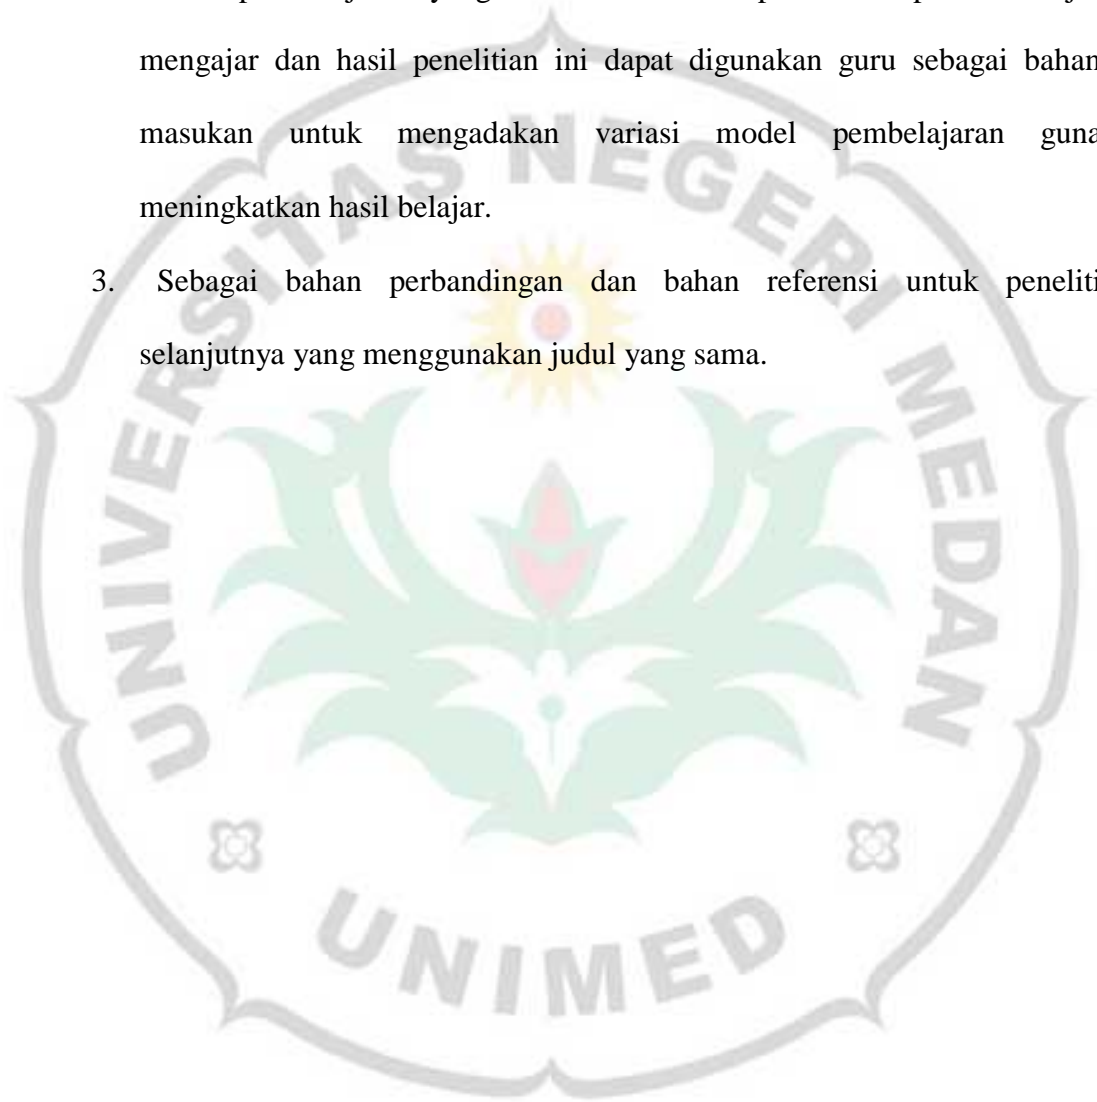 mengajar dan hasil penelitian ini dapat digunakan guru sebagai bahan
masukan untuk mengadakan variasi model pembelajaran guna
meningkatkan hasil belajar.
3. Sebagai bahan perbandingan dan bahan referensi untuk peneliti
selanjutnya yang menggunakan judul yang sama.
UNIVERSITAS NEGERI MEDAN
UNIMED